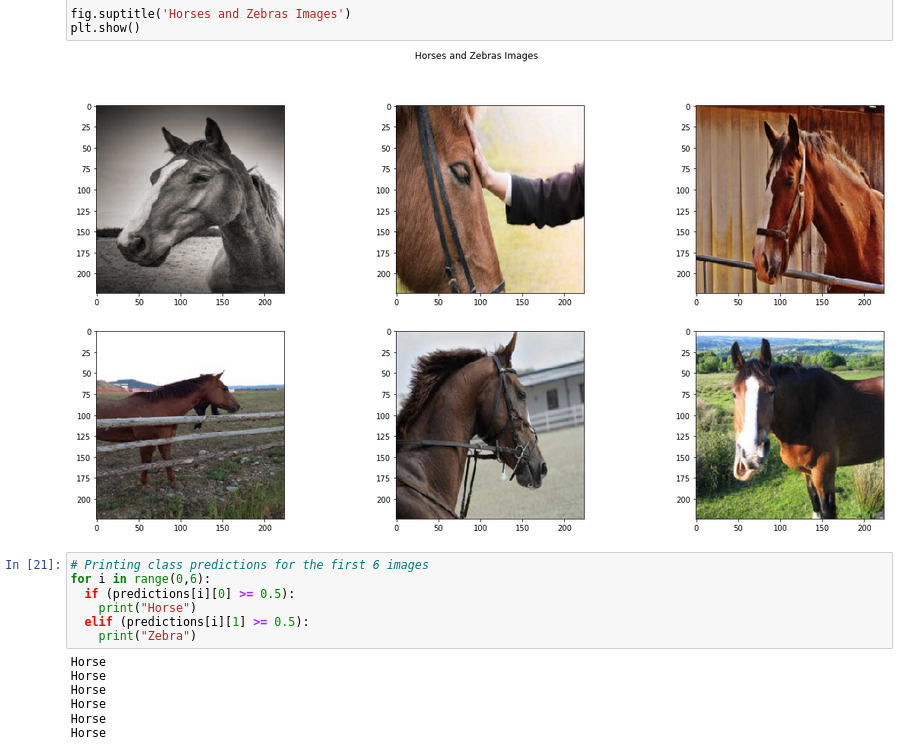 fig.suptitle('Horses and Zebras Images')
plt.show()
Horses and Zebras Images
0
25
50
75
100
125
150
175
200
0 50 100 150 200
0
25
50
75
100
125
150
175
200
0 50 100 150 200
0
25
50
75
100
125
150
175
200
0 50 100 150 200
0
25
50
75
100
125
150
175
200
0 50 100 150 200
0
25
50
75
100
125
150
175
200
0 50 100 150 200
0
25
50
75
100
125
150
175
200
0 50 100 150 200
In [21]: # Printing class predictions for the first 6 images
for i in range(0,6):
  if (predictions[i][0] >= 0.5):
    print("Horse")
  elif (predictions[i][1] >= 0.5):
    print("Zebra")
Horse
Horse
Horse
Horse
Horse
Horse